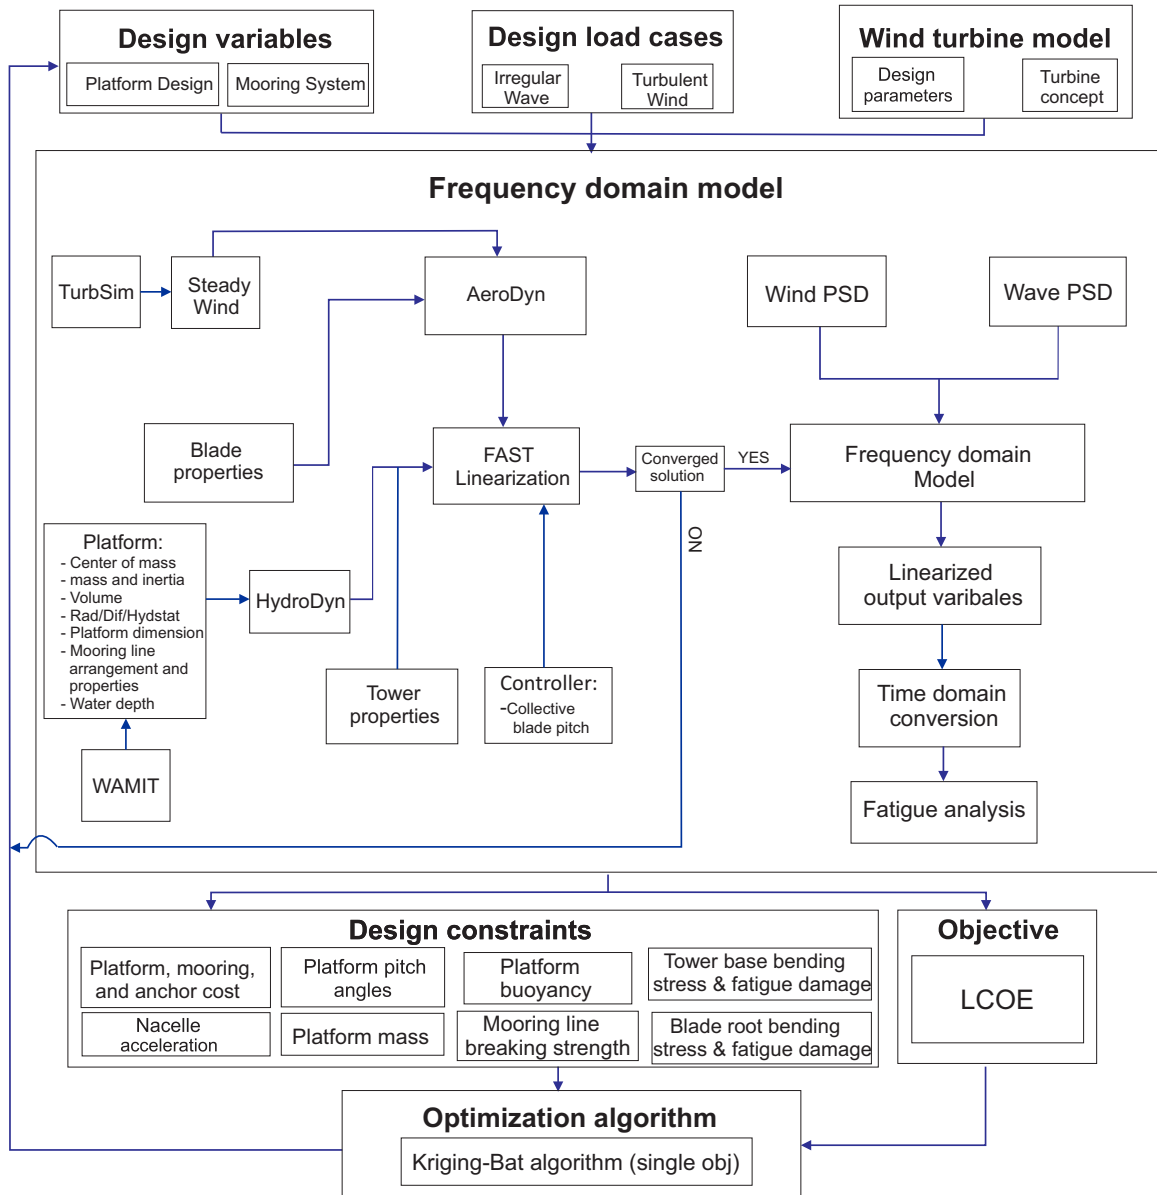 Design variables
Platform Design
Mooring System
Design load cases
Irregular
Wave
Turbulent
Wind
Wind turbine model
Design
parameters
Turbine
concept
Frequency domain model
TurbSim
Steady
Wind
AeroDyn
Wind PSD
Wave PSD
Blade
properties
FAST
Linearization
Converged
solution
YES
NO
Frequency domain
Model
Platform:
- Center of mass
- mass and inertia
- Volume
- Rad/Dif/Hydstat
- Platform dimension
- Mooring line
arrangement and
properties
- Water depth
HydroDyn
Linearized
output varibales
Tower
properties
Controller:
-Collective
blade pitch
Time domain
conversion
WAMIT
Fatigue analysis
Design constraints
Platform, mooring,
and anchor cost
Platform pitch
angles
Platform
buoyancy
Tower base bending
stress & fatigue damage
Nacelle
acceleration
Platform mass
Mooring line
breaking strength
Blade root bending
stress & fatigue damage
Objective
LCOE
Optimization algorithm
Kriging-Bat algorithm (single obj)